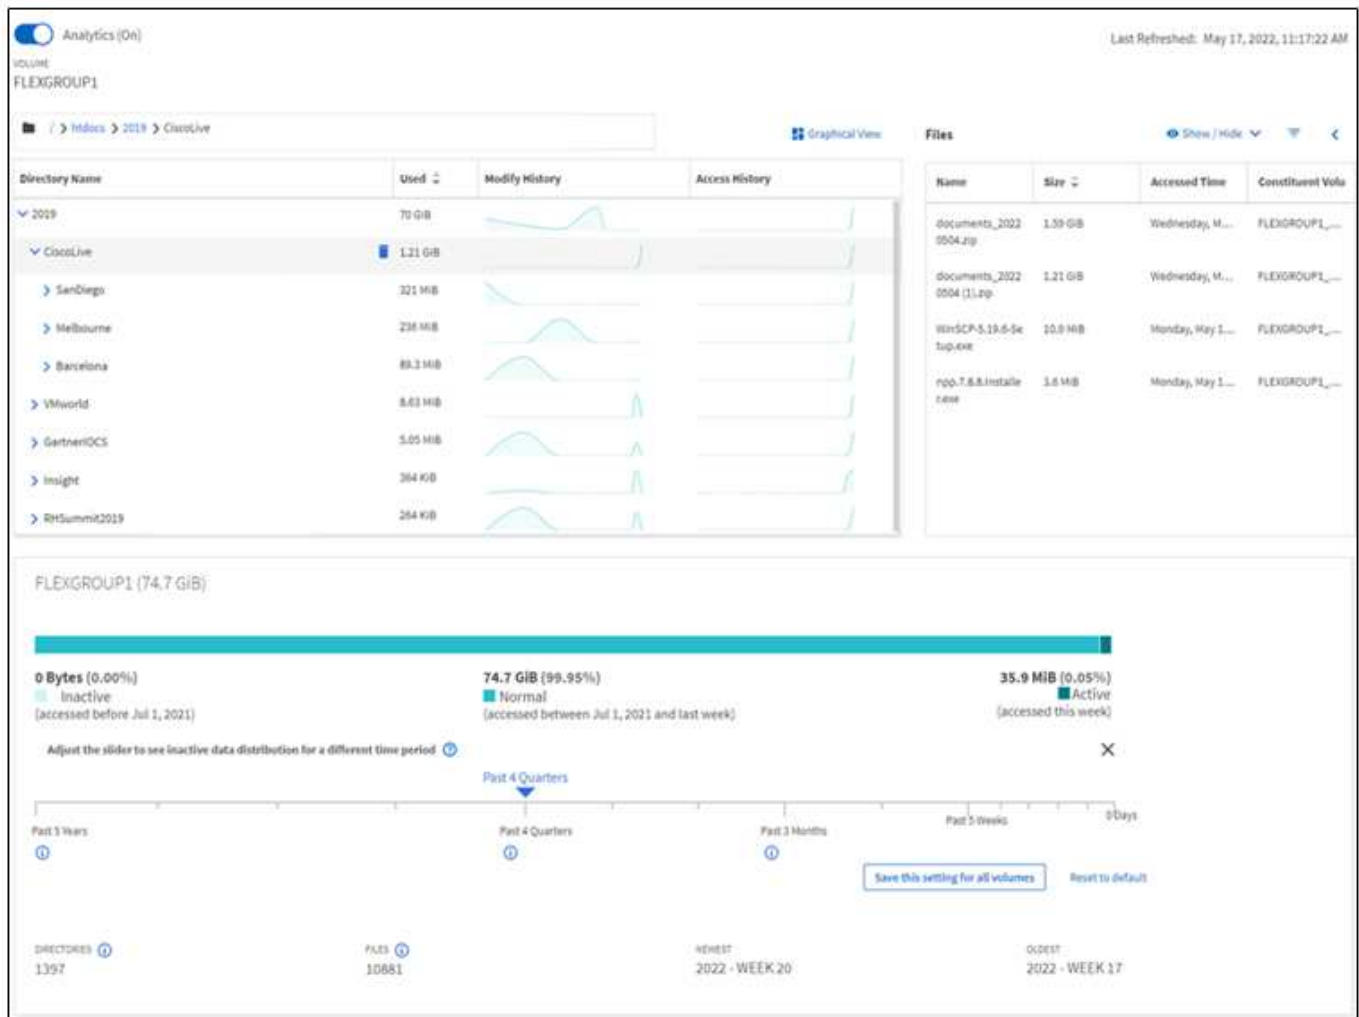 Analytics (On)
Last Refreshed: May 17, 2022, 11:17:22 AM
VOLUME
FLEXGROUP1
/ > htdocs > 2019 > CiscoLive
Graphical View
Files
Show / Hide
Directory Name Used Modify History Access History
Name Size Accessed Time Constituent Volu
2019 70 GiB
CiscoLive 1.21 GiB
SanDiego 321 MiB
Melbourne 236 MiB
Barcelona 89.3 MiB
VMworld 8.63 MiB
GartnerIOCS 5.05 MiB
Insight 364 KiB
RHSummit2019 264 KiB
documents_2022 1.59 GiB Wednesday, M... FLEXGROUP1_...
0504.zip
documents_2022 1.21 GiB Wednesday, M... FLEXGROUP1_...
0504 (1).zip
WinSCP-5.19.6-Se 10.9 MiB Monday, May 1... FLEXGROUP1_...
tup.exe
npp.7.8.8.Installe 3.6 MiB Monday, May 1... FLEXGROUP1_...
r.exe
FLEXGROUP1 (74.7 GiB)
0 Bytes (0.00%)
Inactive
(accessed before Jul 1, 2021)
74.7 GiB (99.95%)
Normal
(accessed between Jul 1, 2021 and last week)
35.9 MiB (0.05%)
Active
(accessed this week)
Adjust the slider to see inactive data distribution for a different time period
Past 4 Quarters
Past 5 Years
Past 4 Quarters
Past 3 Months
Past 5 Weeks
0 Days
Save this setting for all volumes
Reset to default
DIRECTORIES
1397
FILES
10881
NEWEST
2022 - WEEK 20
OLDEST
2022 - WEEK 17